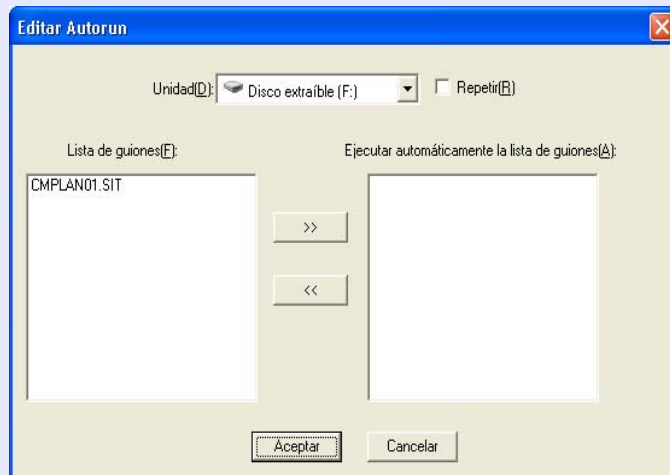 Editar Autorun
Unidad(D): Disco extraíble (F:) Repetir(R)
Lista de guiones(F): Ejecutar automáticamente la lista de guiones(A):
CMPLAN01.SIT
>>
<<
Aceptar Cancelar